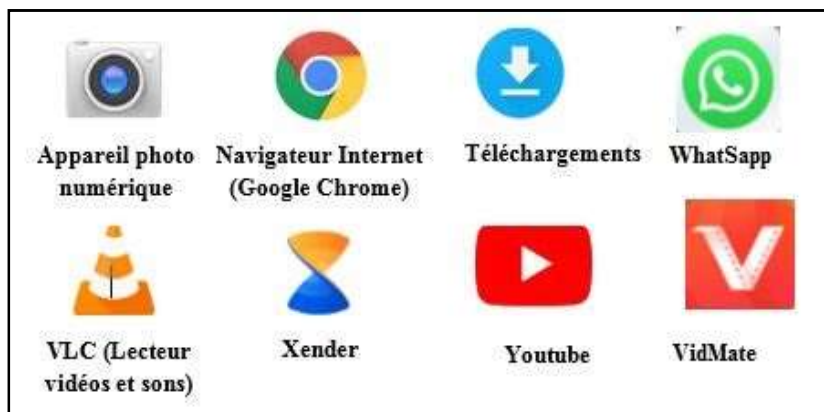 Appareil photo
numérique
Navigateur Internet
(Google Chrome)
Téléchargements
WhatSapp
VLC (Lecteur
vidéos et sons)
Xender
Youtube
VidMate